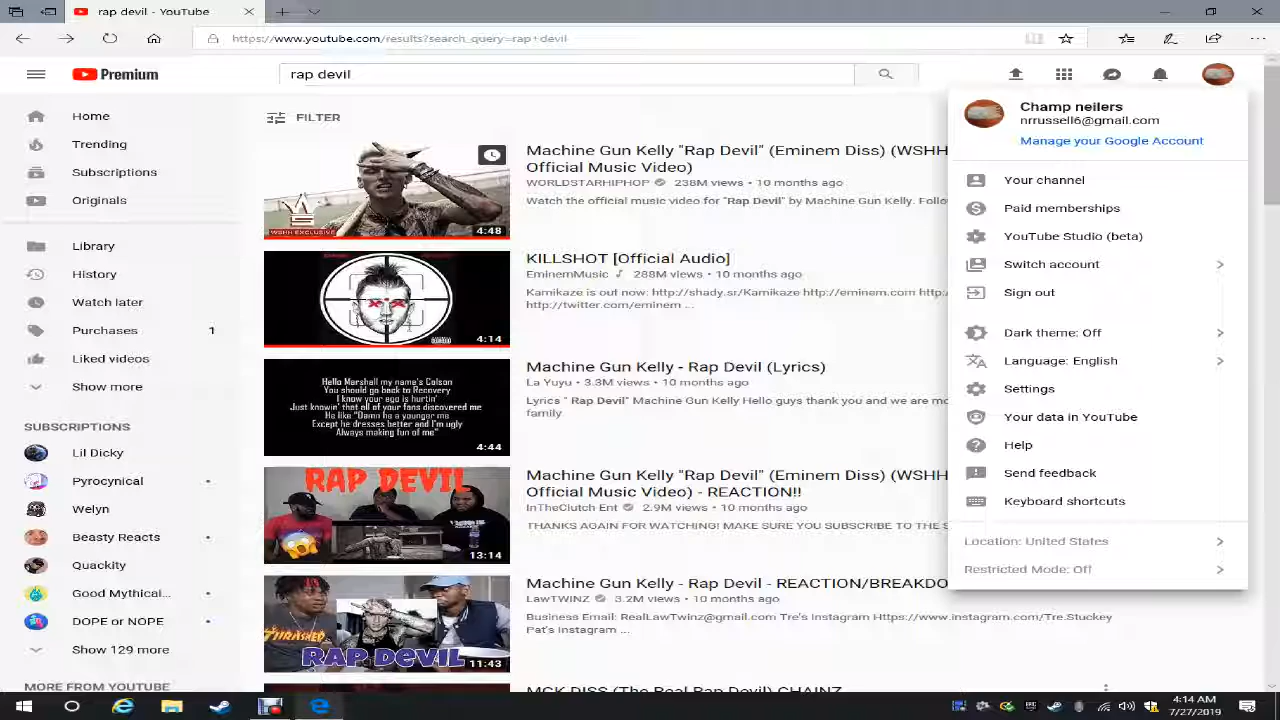 rap devil - YouTube
https://www.youtube.com/results?search_query=rap+devil
Premium
rap devil
Home
Trending
Subscriptions
Originals
Library
History
Watch later
Purchases 1
Liked videos
Show more
SUBSCRIPTIONS
Lil Dicky
Pyrocynical
Welyn
Beasty Reacts
Quackity
Good Mythical...
DOPE or NOPE
Show 129 more
MORE FROM YOUTUBE
FILTER
WSHH EXCLUSIVE
4:48
Machine Gun Kelly "Rap Devil" (Eminem Diss) (WSHH
Official Music Video)
WORLDSTARHIPHOP 238M views • 10 months ago
Watch the official music video for "Rap Devil" by Machine Gun Kelly. Follo
4:14
KILLSHOT [Official Audio]
EminemMusic 288M views • 10 months ago
Kamikaze is out now: http://shady.sr/Kamikaze http://eminem.com http:/
http://twitter.com/eminem ...
Hello Marshall my name's Colson
You should go back to Recovery
I know your ego is hurtin'
Just knowin' that all of your fans discovered me
He like "Damn he a younger me
Except he dresses better and I'm ugly
Always making fun of me"
4:44
Machine Gun Kelly - Rap Devil (Lyrics)
La Yuyu • 3.3M views • 10 months ago
Lyrics " Rap Devil" Machine Gun Kelly Hello guys thank you and we are mo
family
RAP DEVIL
13:14
Machine Gun Kelly "Rap Devil" (Eminem Diss) (WSHH
Official Music Video) - REACTION!!
InTheClutch Ent 2.9M views • 10 months ago
THANKS AGAIN FOR WATCHING! MAKE SURE YOU SUBSCRIBE TO THE S
THRASHER
RAP DEVIL
11:43
Machine Gun Kelly - Rap Devil - REACTION/BREAKDO
LawTWINZ 3.2M views • 10 months ago
Business Email: RealLawTwinz@gmail.com Tre's Instagram Https://www.instagram.com/Tre.Stuckey
Pat's Instagram ...
MGK DISS (The Real Rap Devil) CHAINZ
Champ neilers
nrrussell6@gmail.com
Manage your Google Account
Your channel
Paid memberships
YouTube Studio (beta)
Switch account
Sign out
Dark theme: Off
Language: English
Settings
Your data in YouTube
Help
Send feedback
Keyboard shortcuts
Location: United States
Restricted Mode: Off
4:14 AM
7/27/2019